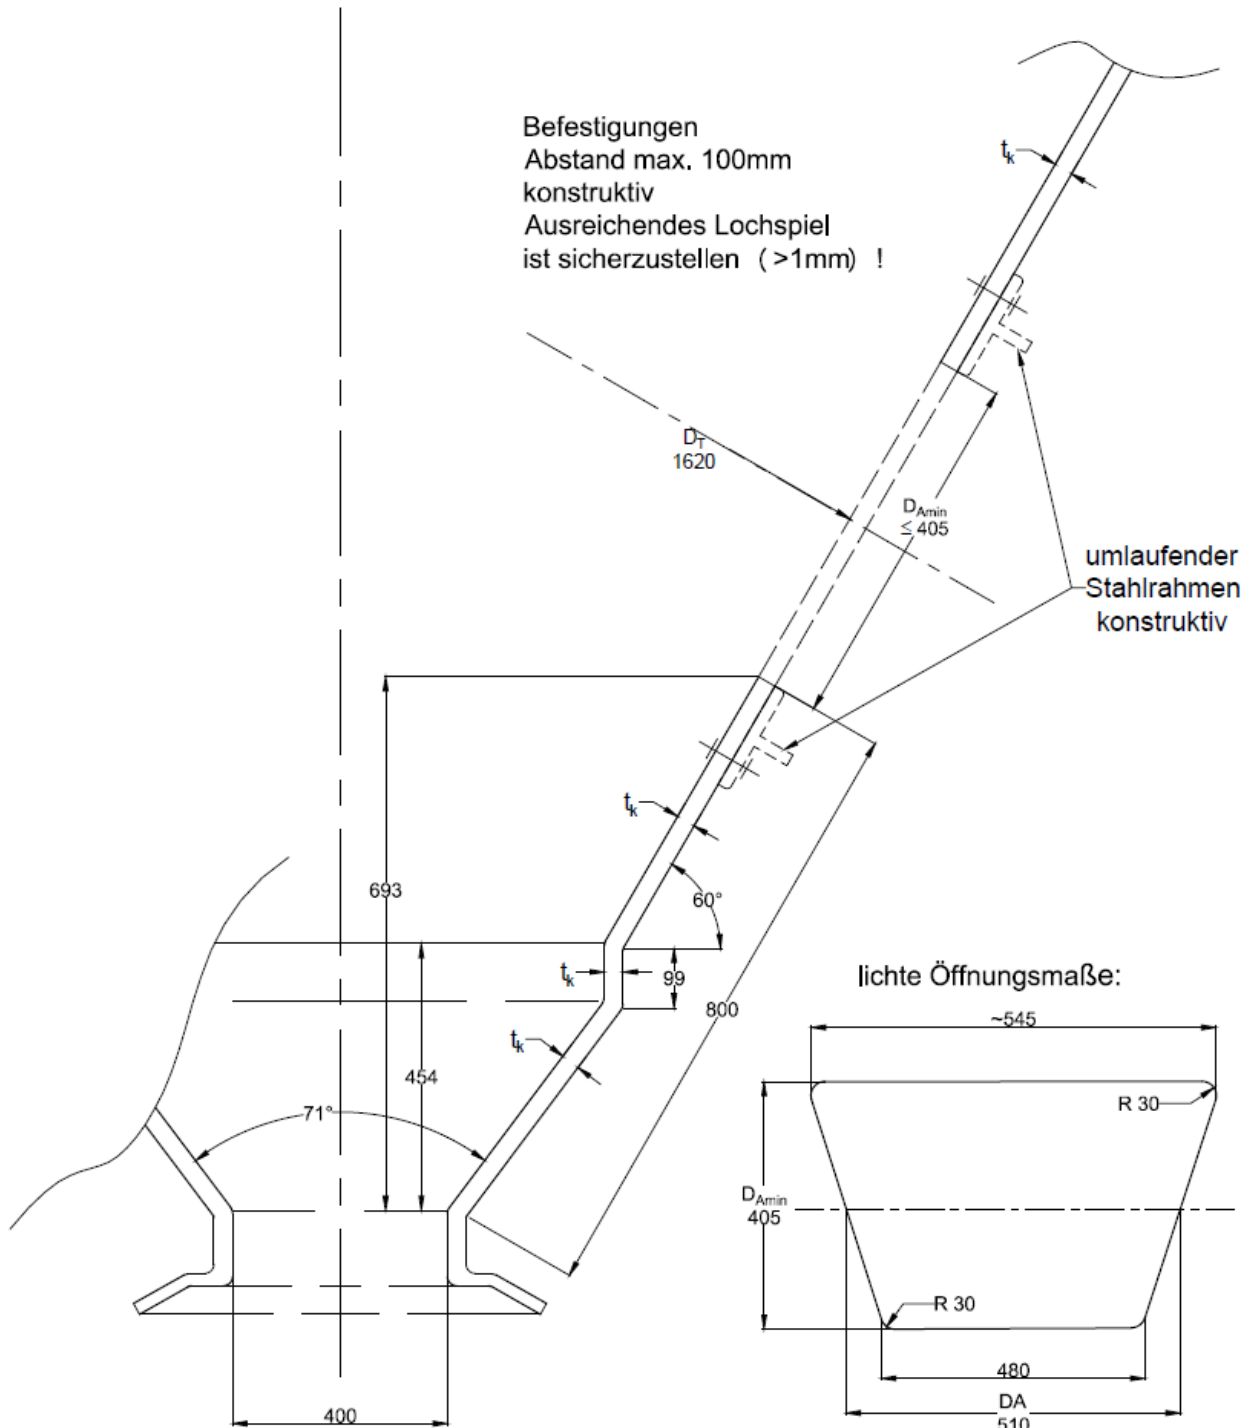 Befestigungen
Abstand max. 100mm
konstruktiv
Ausreichendes Lochspiel
ist sicherzustellen ( >1mm) !
tk
DT
1620
DAmin
≤ 405
umlaufender
Stahlrahmen
konstruktiv
tk
693
60°
tk
99
800
tk
454
71°
400
lichte Öffnungsmaße:
~545
R 30
DAmin
405
R 30
480
DA
510